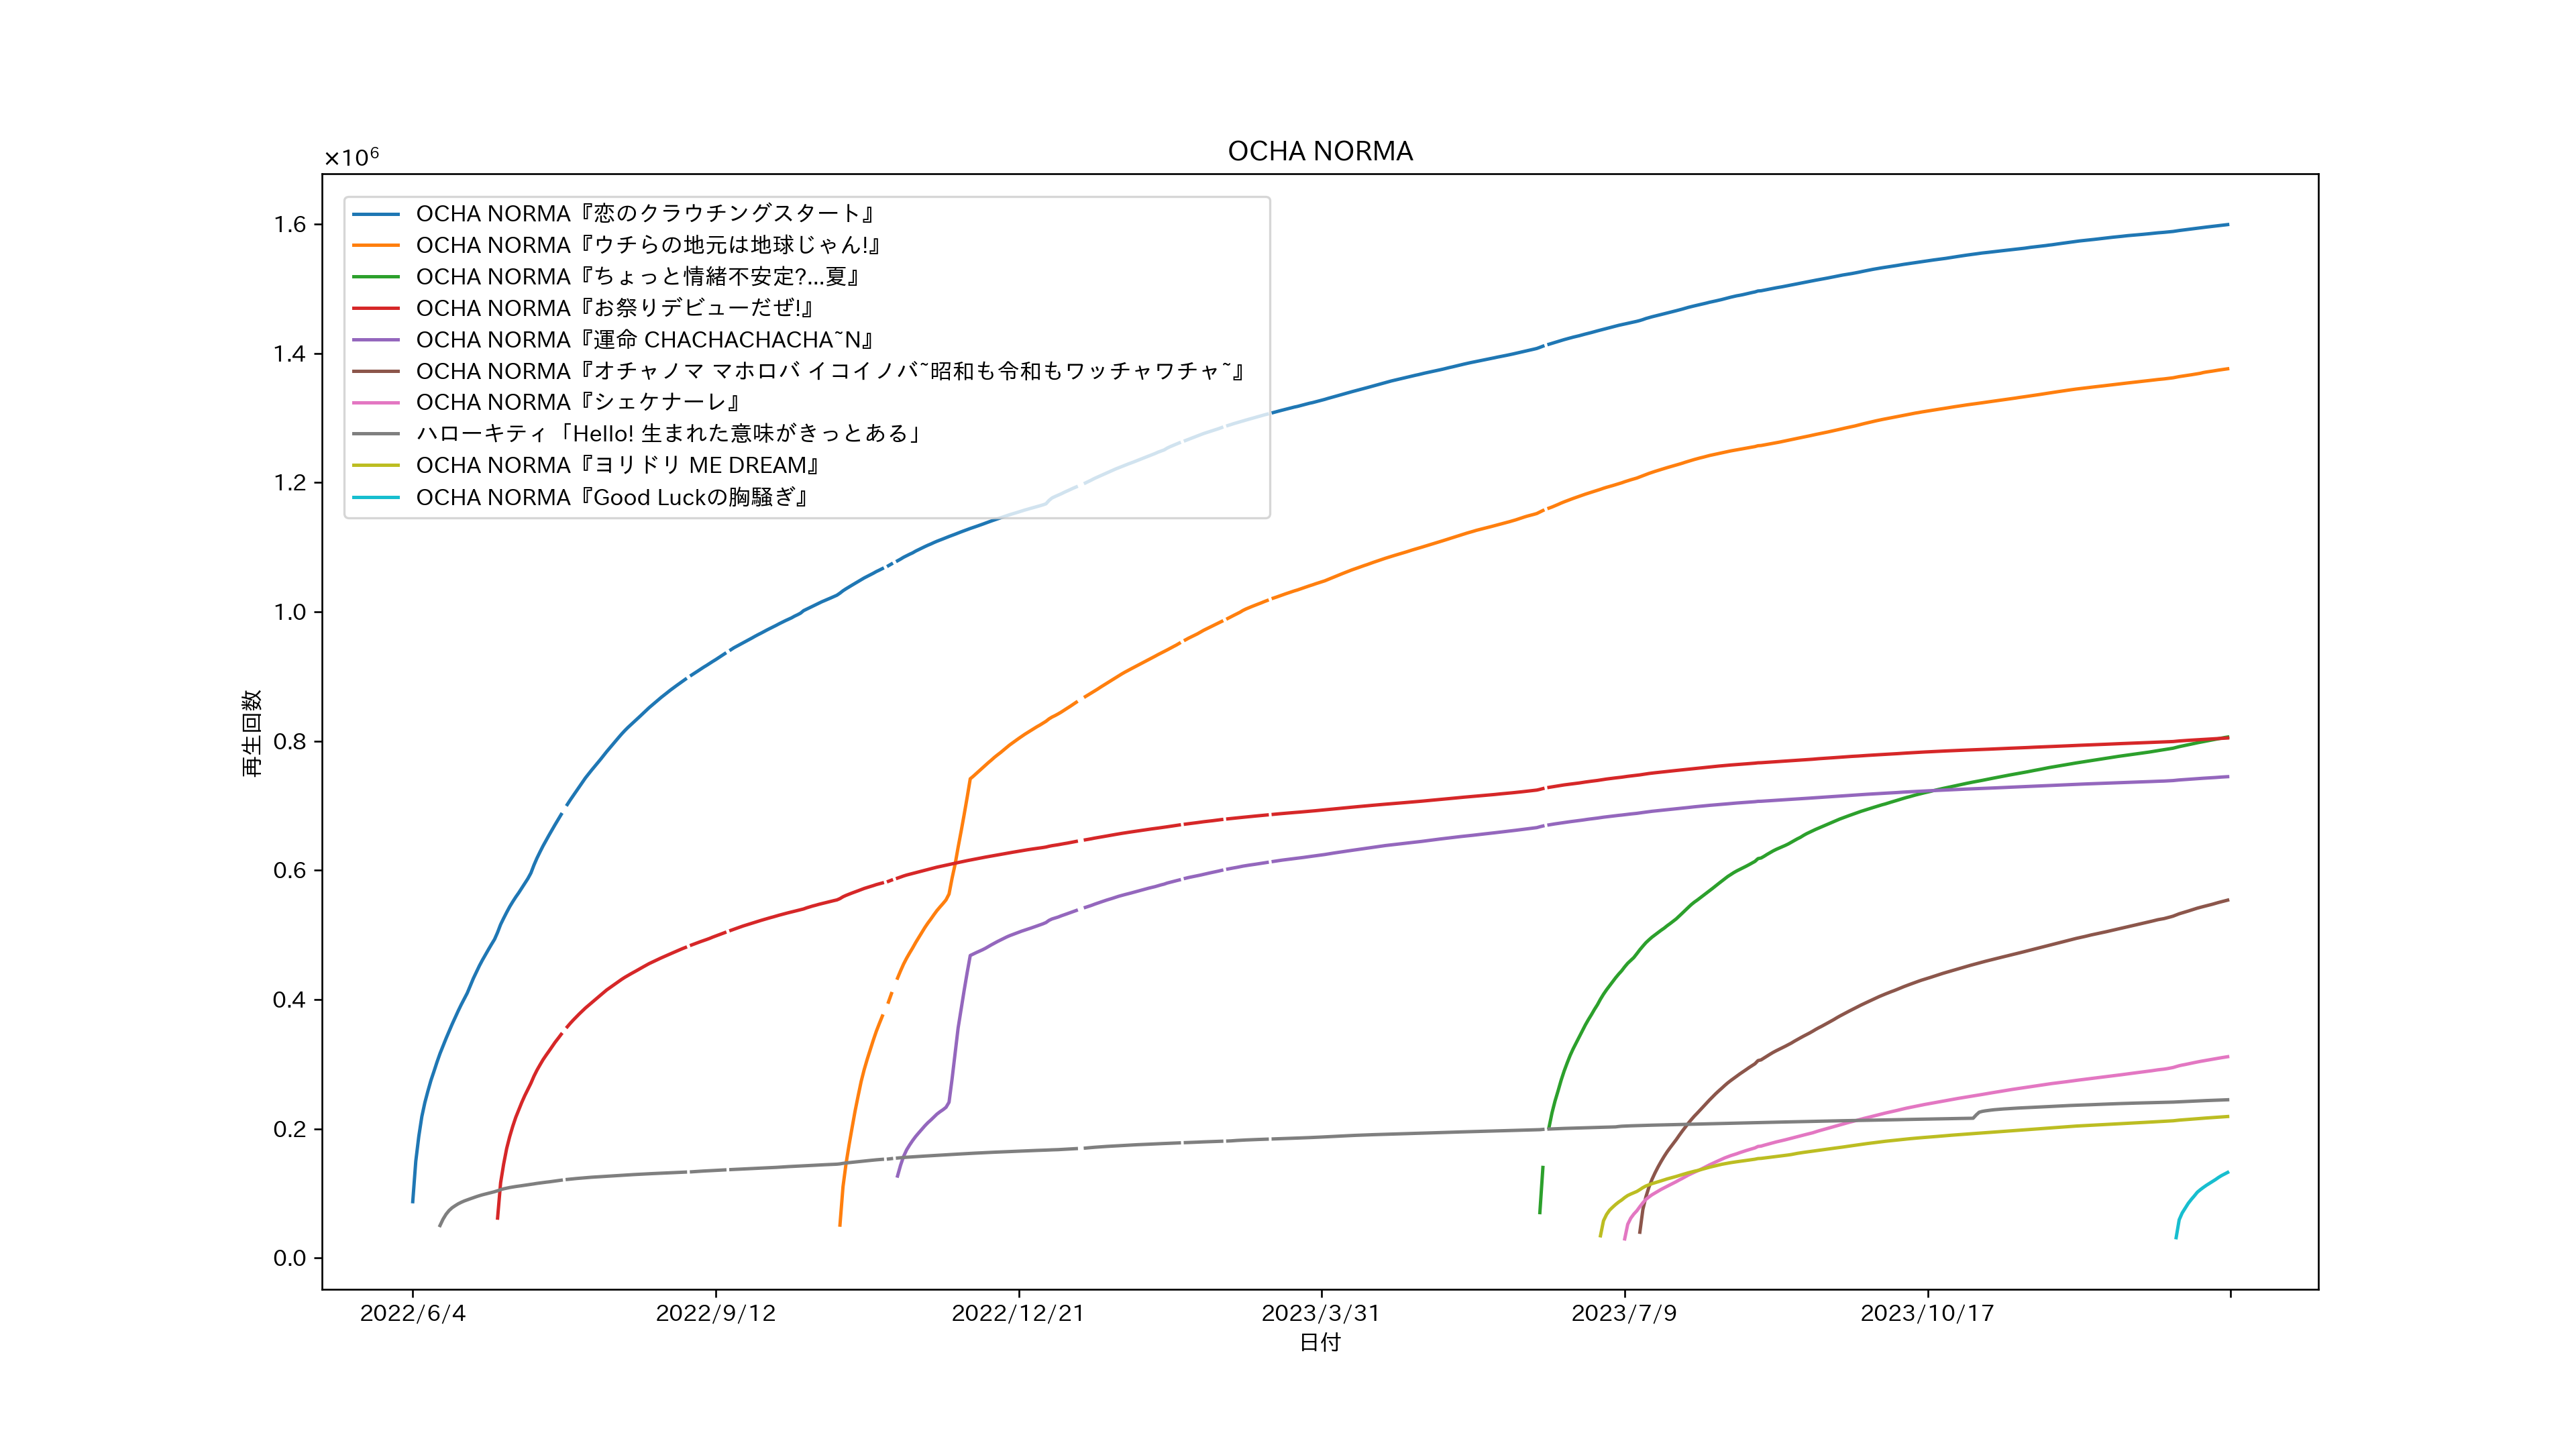 OCHA NORMA
×10⁶
OCHA NORMA『恋のクラウチングスタート』
OCHA NORMA『ウチらの地元は地球じゃん!』
OCHA NORMA『ちょっと情緒不安定?...夏』
OCHA NORMA『お祭りデビューだぜ!』
OCHA NORMA『運命 CHACHACHACHA~N』
OCHA NORMA『オチャノマ マホロバ イコイノバ~昭和も令和もワッチャワチャ~』
OCHA NORMA『シェケナーレ』
ハローキティ「Hello! 生まれた意味がきっとある」
OCHA NORMA『ヨリドリ ME DREAM』
OCHA NORMA『Good Luckの胸騒ぎ』
1.6
1.4
1.2
1.0
0.8
0.6
0.4
0.2
0.0
再生回数
2022/6/4
2022/9/12
2022/12/21
2023/3/31
2023/7/9
2023/10/17
日付